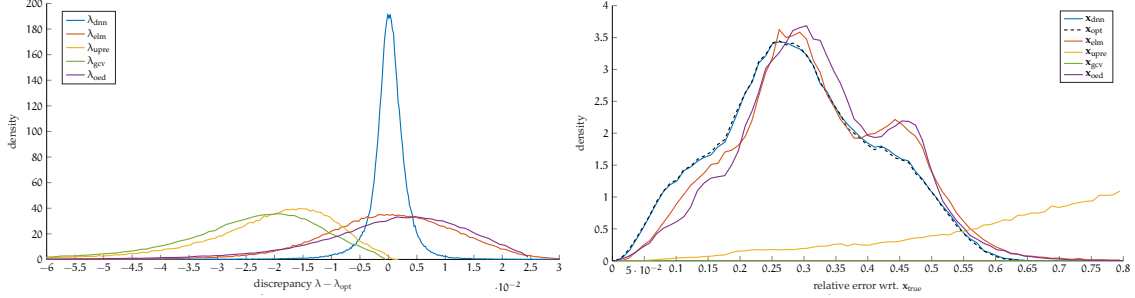 200
180
160
140
120
100
80
60
40
20
0
density
λdnn
λelm
λupre
λgcv
λoed
−6 −5.5 −5 −4.5 −4 −3.5 −3 −2.5 −2 −1.5 −1 −0.5 0 0.5 1 1.5 2 2.5 3
·10−2
discrepancy λ − λopt
4
3.5
3
2.5
2
1.5
1
0.5
0
density
xdnn
xopt
xelm
xupre
xgcv
xoed
0 5·10−2 0.1 0.15 0.2 0.25 0.3 0.35 0.4 0.45 0.5 0.55 0.6 0.65 0.7 0.75 0.8
relative error wrt. xtrue